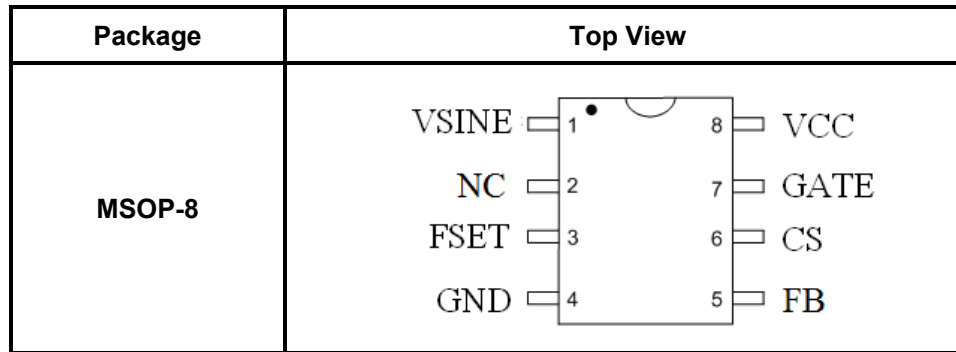 Package Top View
MSOP-8
VSINE 1 8 VCC
NC 2 7 GATE
FSET 3 6 CS
GND 4 5 FB